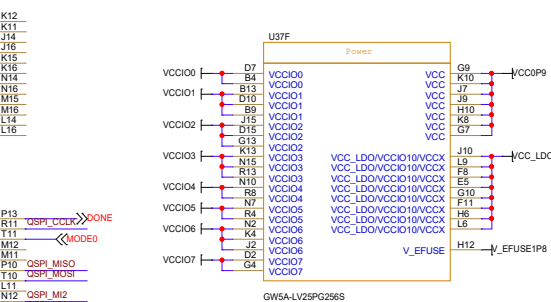 K12
K11
J14
J16
K15
K16
N14
N16
M15
M16
L14
L16
P13
R11 QSPI_CCLK DONE
T11 MODE0
M12
M11
P10 QSPI_MISO
T10 QSPI_MOSI
L11
N12 QSPI_MI2
U37F
Power
VCCIO0 D7 VCCIO0
B4 VCCIO0
VCCIO1 B13 VCCIO1
D10 VCCIO1
B9 VCCIO1
VCCIO2 J15 VCCIO2
D15 VCCIO2
G13 VCCIO2
VCCIO3 K13 VCCIO3
N15 VCCIO3
R13 VCCIO3
VCCIO4 N10 VCCIO4
R8 VCCIO4
VCCIO5 N7 VCCIO5
R4 VCCIO5
VCCIO6 N2 VCCIO6
K4 VCCIO6
J2 VCCIO6
VCCIO7 D2 VCCIO7
G4 VCCIO7
VCC G9 VCC0P9
VCC K10
VCC J7
VCC J9
VCC H10
VCC K8
VCC G7
VCC_LDO/VCCIO10/VCCX J10 VCC_LDO
VCC_LDO/VCCIO10/VCCX L9
VCC_LDO/VCCIO10/VCCX F8
VCC_LDO/VCCIO10/VCCX E5
VCC_LDO/VCCIO10/VCCX G10
VCC_LDO/VCCIO10/VCCX F11
VCC_LDO/VCCIO10/VCCX H6
VCC_LDO/VCCIO10/VCCX L6
V_EFUSE H12 V_EFUSE1P8
GW5A-LV25PG256S